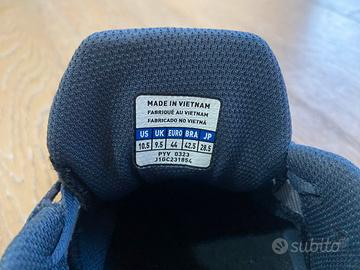 MADE IN VIETNAM
FABRIQUÉ AU VIETNAM
FABRICADO NO VIETNÃ
US UK EURO BRA JP
10.5 9.5 44 42.5 28.5
PYV 0323
J1GC231854
subito